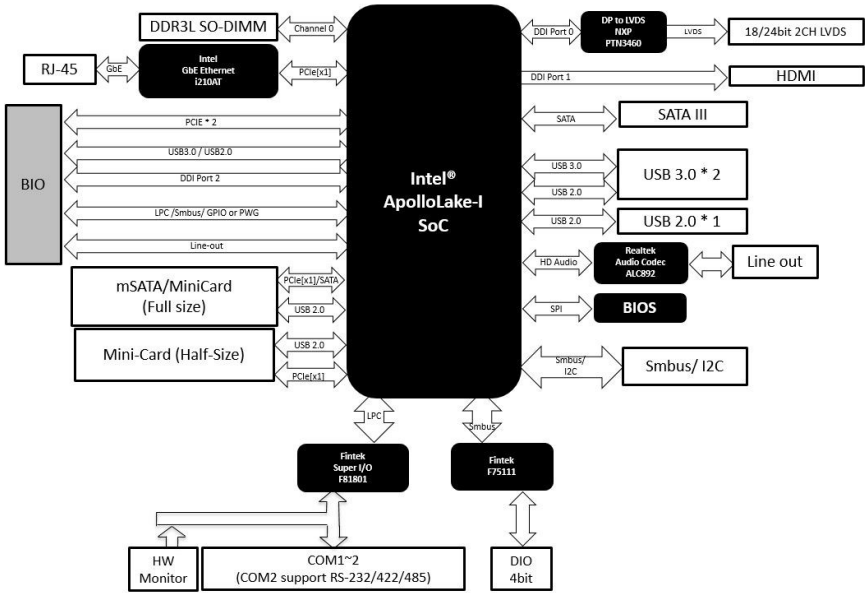 DDR3L SO-DIMM
Channel 0
DDI Port 0
DP to LVDS
NXP
PTN3460
LVDS
18/24bit 2CH LVDS
RJ-45
GbE
Intel
GbE Ethernet
i210AT
PCIe[x1]
DDI Port 1
HDMI
BIO
PCIE * 2
USB3.0 / USB2.0
DDI Port 2
LPC /Smbus/ GPIO or PWG
Line-out
Intel®
ApolloLake-I
SoC
SATA
SATA III
USB 3.0
USB 2.0
USB 3.0 * 2
USB 2.0
USB 2.0 * 1
HD Audio
Realtek
Audio Codec
ALC892
Line out
mSATA/MiniCard
(Full size)
PCIe[x1]/SATA
USB 2.0
SPI
BIOS
Mini-Card (Half-Size)
USB 2.0
PCIe[x1]
Smbus/
I2C
Smbus/ I2C
LPC
Smbus
Fintek
Super I/O
F81801
Fintek
F75111
HW
Monitor
COM1~2
(COM2 support RS-232/422/485)
DIO
4bit